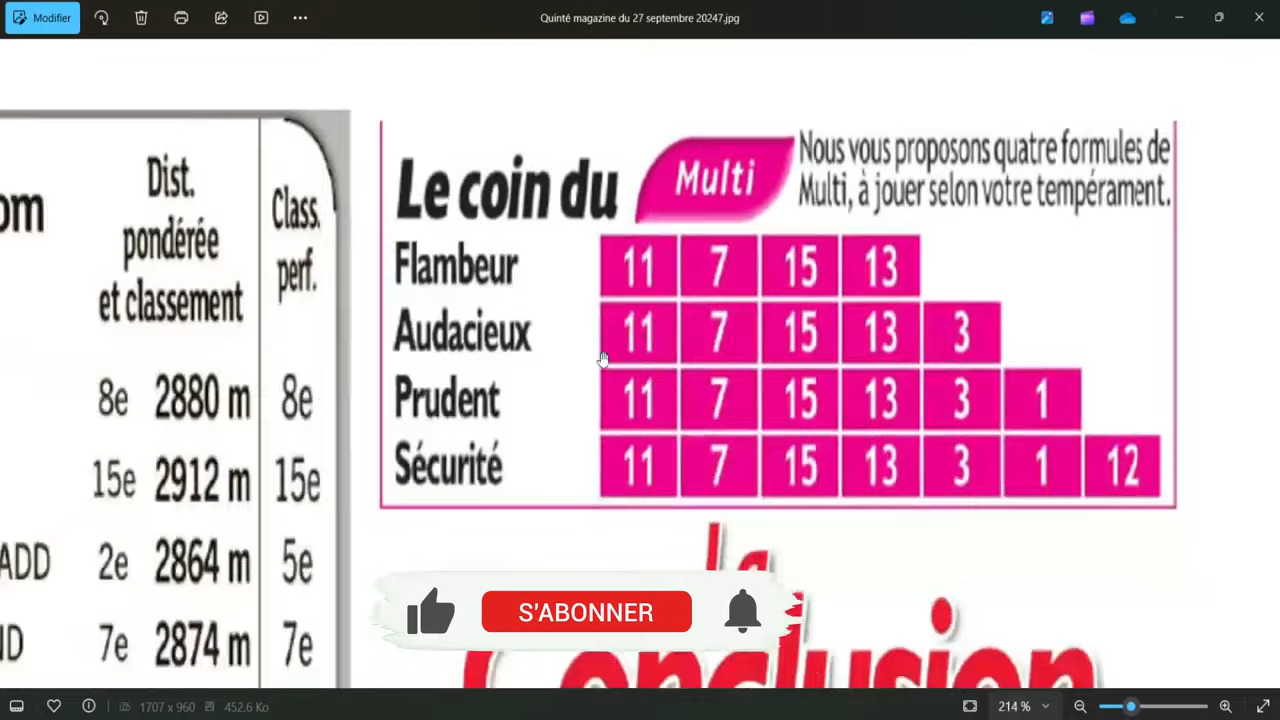 Modifier
Quinté magazine du 27 septembre 20247.jpg
om
Dist.
pondérée
et classement
Class.
perf.
8e 2880 m 8e
15e 2912 m 15e
ADD 2e 2864 m 5e
ND 7e 2874 m 7e
Le coin du Multi
Nous vous proposons quatre formules de
Multi, à jouer selon votre tempérament.
Flambeur 11 7 15 13
Audacieux 11 7 15 13 3
Prudent 11 7 15 13 3 1
Sécurité 11 7 15 13 3 1 12
La
Conclusion
S'ABONNER
1707 x 960
452.6 Ko
214 %